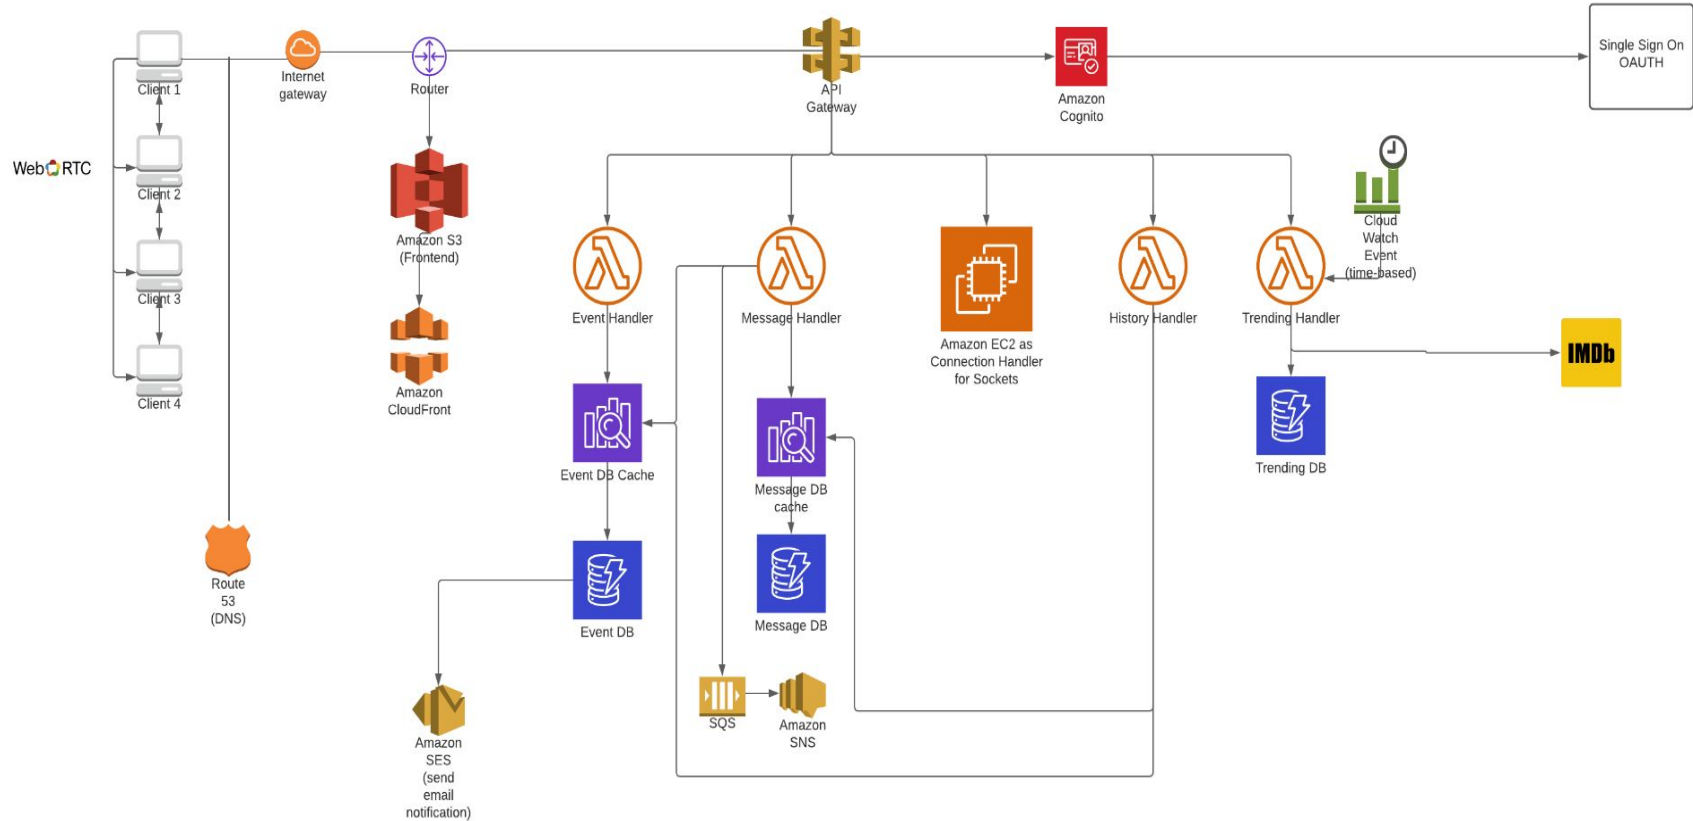 Client 1
Internet
gateway
Router
API
Gateway
Amazon
Cognito
Single Sign On
OAUTH
Web RTC
Client 2
Client 3
Client 4
Amazon S3
(Frontend)
Amazon
CloudFront
Cloud
Watch
Event
(time-based)
Event Handler
Message Handler
Amazon EC2 as
Connection Handler
for Sockets
History Handler
Trending Handler
IMDb
Event DB Cache
Message DB
cache
Trending DB
Route
53
(DNS)
Event DB
Message DB
Amazon
SES
(send
email
notification)
SQS
Amazon
SNS